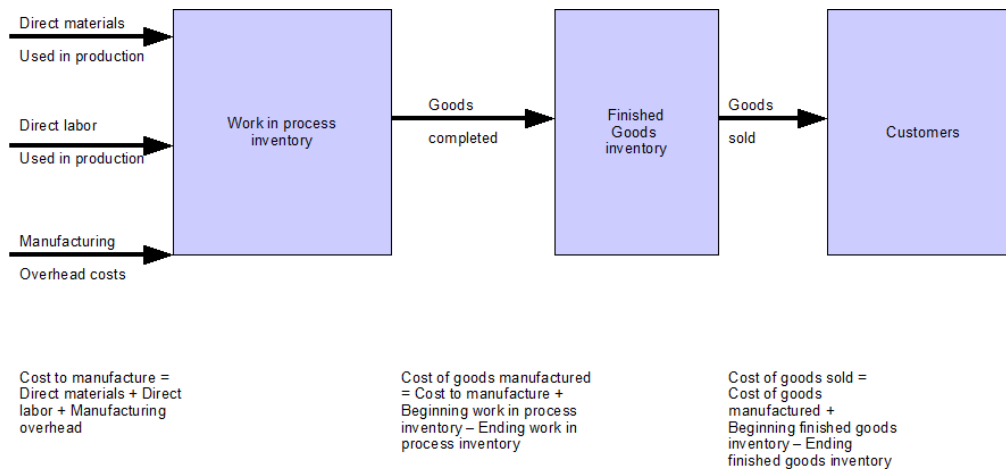 Direct materials
Used in production
Direct labor
Used in production
Manufacturing
Overhead costs
Work in process
inventory
Goods
completed
Finished
Goods
inventory
Goods
sold
Customers
Cost to manufacture =
Direct materials + Direct
labor + Manufacturing
overhead
Cost of goods manufactured
= Cost to manufacture +
Beginning work in process
inventory – Ending work in
process inventory
Cost of goods sold =
Cost of goods
manufactured +
Beginning finished goods
inventory – Ending
finished goods inventory